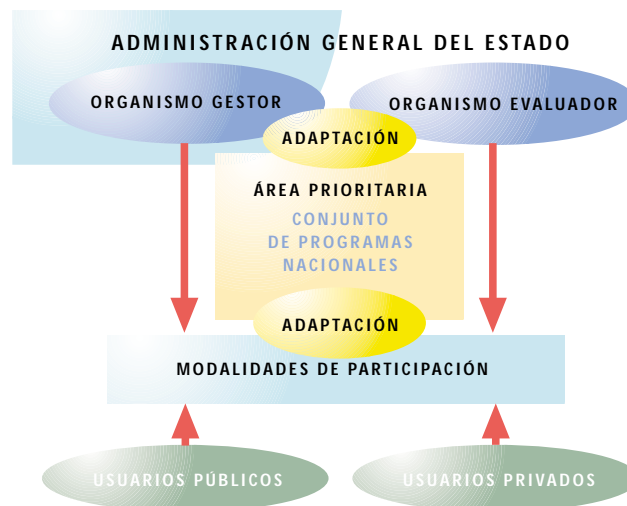 ADMINISTRACIÓN GENERAL DEL ESTADO
ORGANISMO GESTOR
ORGANISMO EVALUADOR
ADAPTACIÓN
ÁREA PRIORITARIA
CONJUNTO
DE PROGRAMAS
NACIONALES
ADAPTACIÓN
MODALIDADES DE PARTICIPACIÓN
USUARIOS PÚBLICOS
USUARIOS PRIVADOS